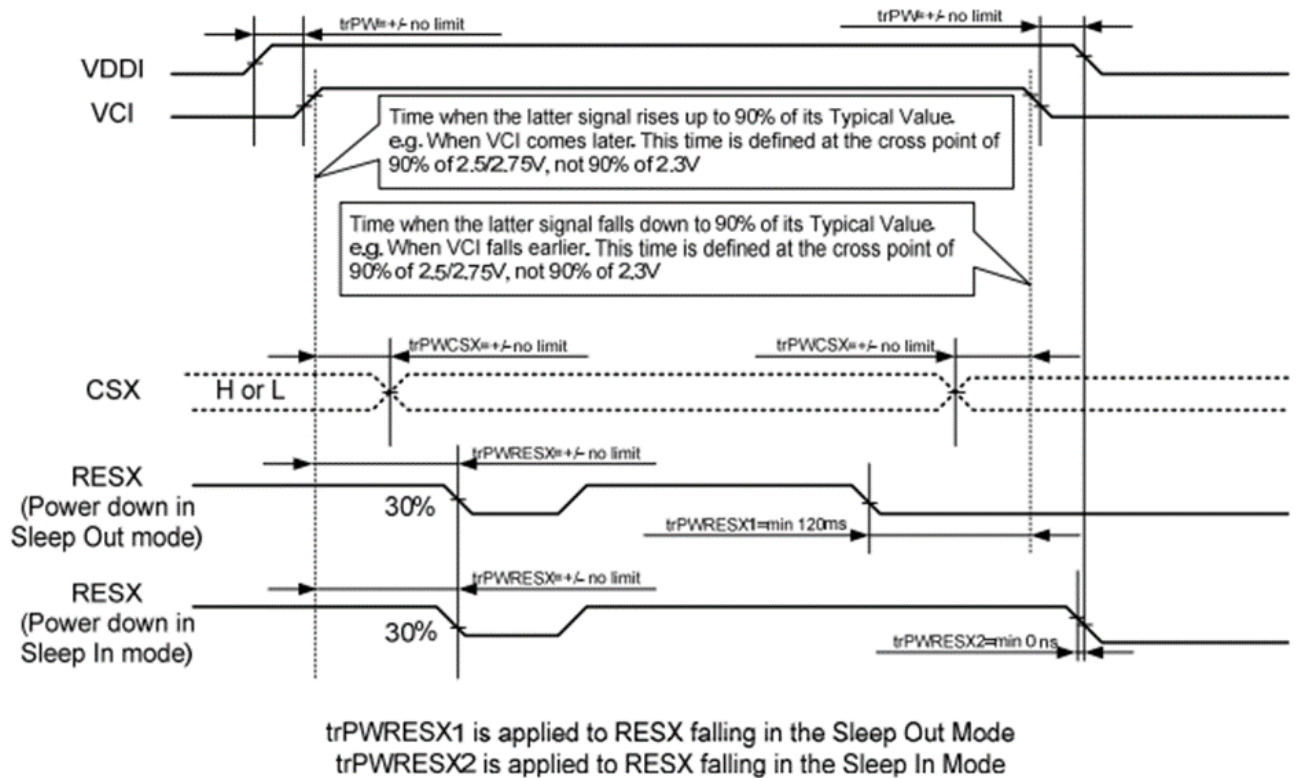 trPW=+/- no limit
trPW=+/- no limit
VDDI
VCI
Time when the latter signal rises up to 90% of its Typical Value.
e.g. When VCI comes later. This time is defined at the cross point of
90% of 2.5/2.75V, not 90% of 2.3V
Time when the latter signal falls down to 90% of its Typical Value.
e.g. When VCI falls earlier. This time is defined at the cross point of
90% of 2.5/2.75V, not 90% of 2.3V
trPWCSX=+/- no limit
trPWCSX=+/- no limit
CSX
H or L
trPWRESX=+/- no limit
RESX
(Power down in
Sleep Out mode)
30%
trPWRESX1=min 120ms
trPWRESX=+/- no limit
RESX
(Power down in
Sleep In mode)
30%
trPWRESX2=min 0 ns
trPWRESX1 is applied to RESX falling in the Sleep Out Mode
trPWRESX2 is applied to RESX falling in the Sleep In Mode